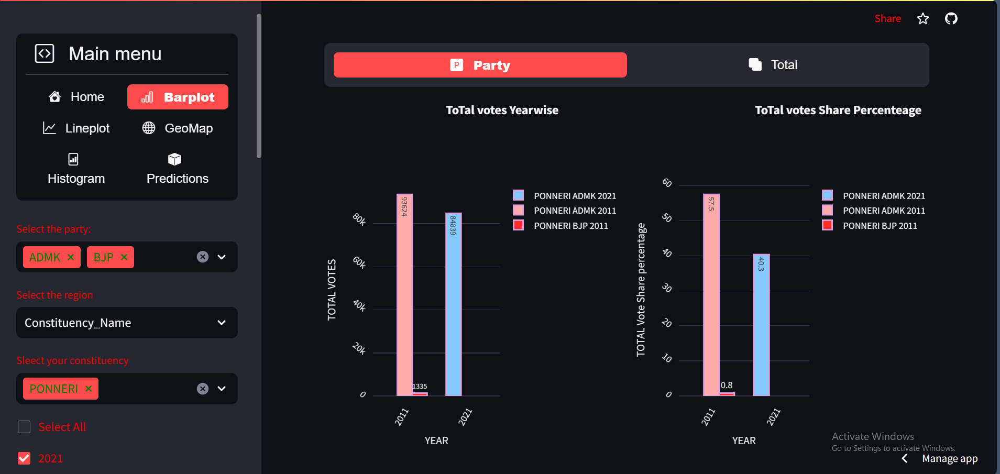 Share
Main menu
Home
Barplot
Lineplot
GeoMap
Histogram
Predictions
Select the party:
ADMK
BJP
Select the region
Constituency_Name
Sleect your constituency
PONNERI
Select All
2021
P Party
Total
ToTal votes Yearwise
TOTAL VOTES
80k
60k
40k
20k
0
93624
1335
84839
2011
2021
YEAR
PONNERI ADMK 2021
PONNERI ADMK 2011
PONNERI BJP 2011
ToTal votes Share Percenteage
TOTAL Vote Share percentage
60
50
40
30
20
10
0
57.5
0.8
40.3
2011
2021
YEAR
PONNERI ADMK 2021
PONNERI ADMK 2011
PONNERI BJP 2011
Activate Windows
Go to Settings to activate Windows.
Manage app